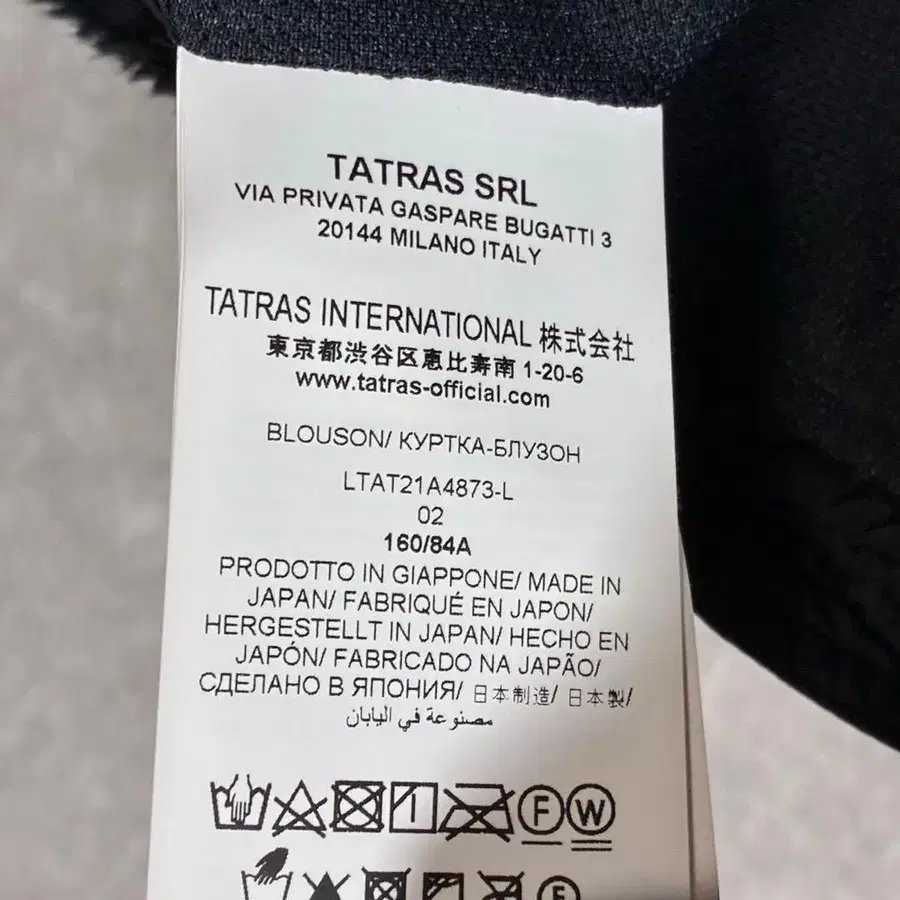 TATRAS SRL
VIA PRIVATA GASPARE BUGATTI 3
20144 MILANO ITALY
TATRAS INTERNATIONAL 株式会社
東京都渋谷区恵比寿南 1-20-6
www.tatras-official.com
BLOUSON/ КУРТКА-БЛУЗОН
LTAT21A4873-L
02
160/84A
PRODOTTO IN GIAPPONE/ MADE IN
JAPAN/ FABRIQUÉ EN JAPON/
HERGESTELLT IN JAPAN/ HECHO EN
JAPÓN/ FABRICADO NA JAPÃO/
СДЕЛАНО В ЯПОНИЯ/ 日本制造/ 日本製/
مصنوعة في اليابان
F W
F